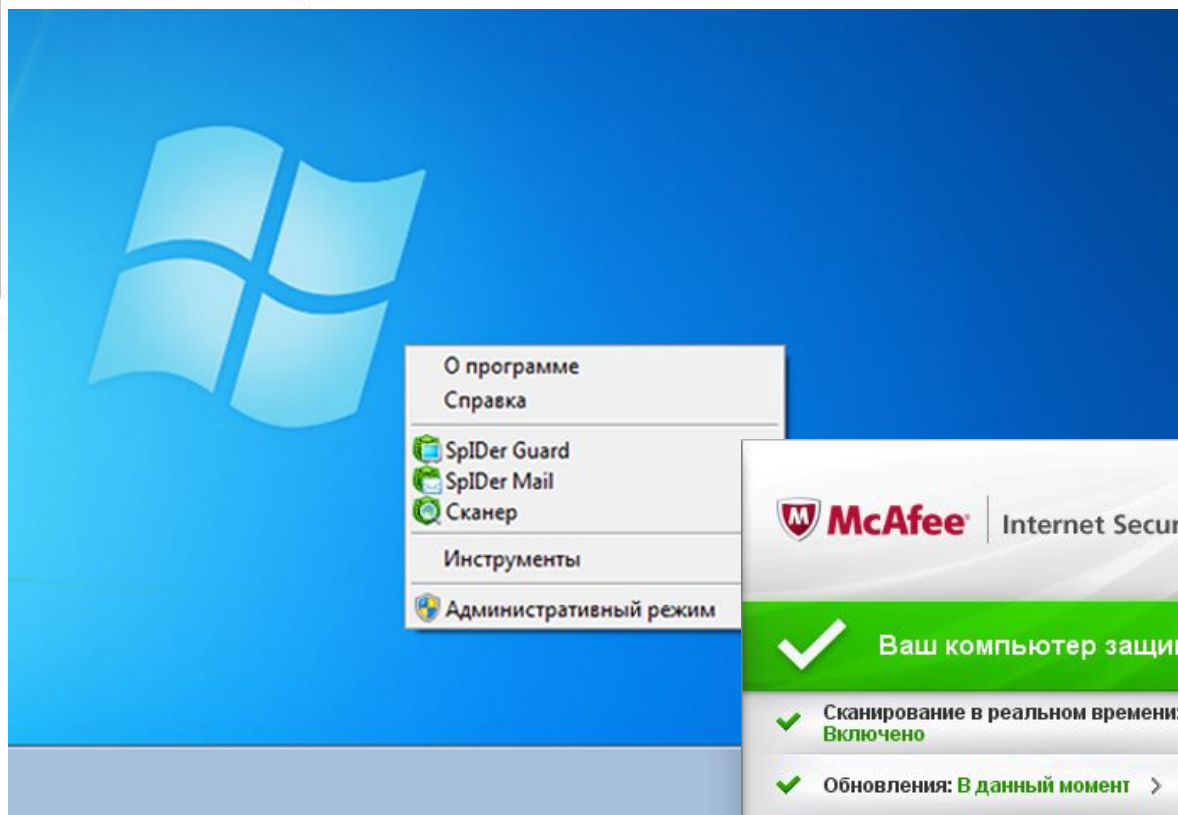 О программе
Справка
SpIDer Guard
SpIDer Mail
Сканер
Инструменты
Административный режим
McAfee Internet Secur
Ваш компьютер защи
Сканирование в реальном времени:
Включено
Обновления: В данный момент